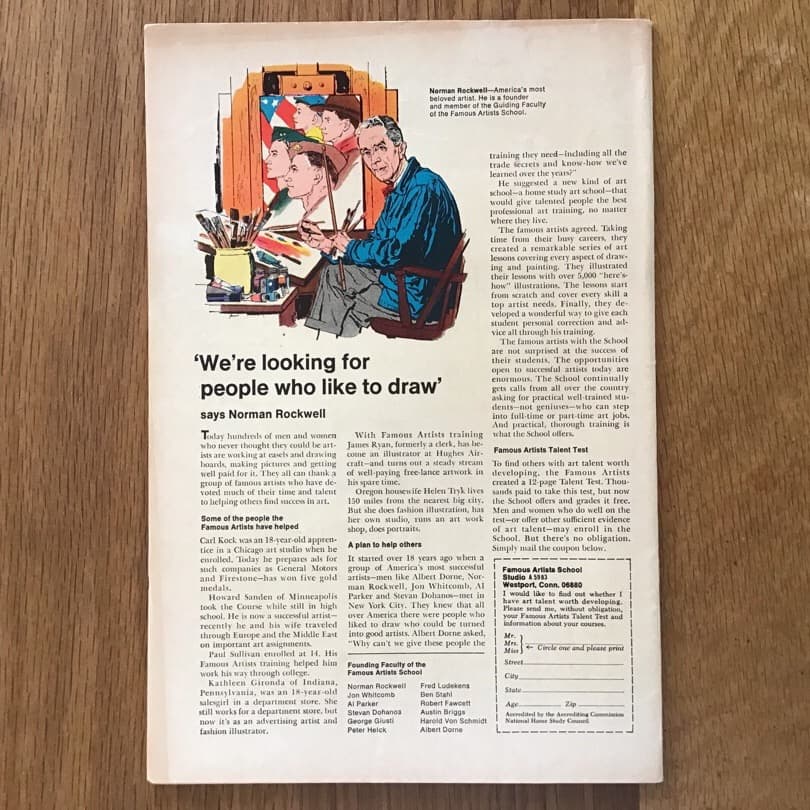 Norman Rockwell—America's most
beloved artist. He is a founder
and member of the Guiding Faculty
of the Famous Artists School.
'We're looking for
people who like to draw'
says Norman Rockwell
Today hundreds of men and women
who never thought they could be art-
ists are working at easels and drawing
boards, making pictures and getting
well paid for it. They all can thank a
group of famous artists who have de-
voted much of their time and talent
to helping others find success in art.
Some of the people the
Famous Artists have helped
Carl Kock was an 18-year-old appren-
tice in a Chicago art studio when he
enrolled. Today he prepares ads for
such companies as General Motors
and Firestone—has won five gold
medals.
Howard Sanden of Minneapolis
took the Course while still in high
school. He is now a successful artist—
recently he and his wife traveled
through Europe and the Middle East
on important art assignments.
Paul Sullivan enrolled at 14. His
Famous Artists training helped him
work his way through college.
Kathleen Gironda of Indiana,
Pennsylvania, was an 18-year-old
salesgirl in a department store. She
still works for a department store, but
now it's as an advertising artist and
fashion illustrator.
With Famous Artists training
James Ryan, formerly a clerk, has be-
come an illustrator at Hughes Air-
craft—and turns out a steady stream
of well-paying free-lance artwork in
his spare time.
Oregon housewife Helen Tryk lives
150 miles from the nearest big city.
But she does fashion illustration, has
her own studio, runs an art work
shop, does portraits.
A plan to help others
It started over 18 years ago when a
group of America's most successful
artists—men like Albert Dorne, Nor-
man Rockwell, Jon Whitcomb, Al
Parker and Stevan Dohanos—met in
New York City. They knew that all
over America there were people who
liked to draw who could be turned
into good artists. Albert Dorne asked,
"Why can't we give these people the
Founding Faculty of the
Famous Artists School
Norman Rockwell
Jon Whitcomb
Al Parker
Stevan Dohanos
George Giusti
Peter Helck
Fred Ludekens
Ben Stahl
Robert Fawcett
Austin Briggs
Harold Von Schmidt
Albert Dorne
training they need—including all the
trade secrets and know-how we've
learned over the years?"
He suggested a new kind of art
school—a home study art school—that
would give talented people the best
professional art training, no matter
where they live.
The famous artists agreed. Taking
time from their busy careers, they
created a remarkable series of art
lessons covering every aspect of draw-
ing and painting. They illustrated
their lessons with over 5,000 "here's-
how" illustrations. The lessons start
from scratch and cover every skill a
top artist needs. Finally, they de-
veloped a wonderful way to give each
student personal correction and ad-
vice all through his training.
The famous artists with the School
are not surprised at the success of
their students. The opportunities
open to successful artists today are
enormous. The School continually
gets calls from all over the country
asking for practical well-trained stu-
dents—not geniuses—who can step
into full-time or part-time art jobs.
And practical, thorough training is
what the School offers.
Famous Artists Talent Test
To find others with art talent worth
developing, the Famous Artists
created a 12-page Talent Test. Thou-
sands paid to take this test, but now
the School offers and grades it free.
Men and women who do well on the
test—or offer other sufficient evidence
of art talent—may enroll in the
School. But there's no obligation.
Simply mail the coupon below.
Famous Artists School
Studio A5983
Westport, Conn. 06880
I would like to find out whether I
have art talent worth developing.
Please send me, without obligation,
your Famous Artists Talent Test and
information about your courses.
Mr.
Mrs.
Miss
← Circle one and please print
Street
City
State
Age Zip
Accredited by the Accrediting Commission
National Home Study Council